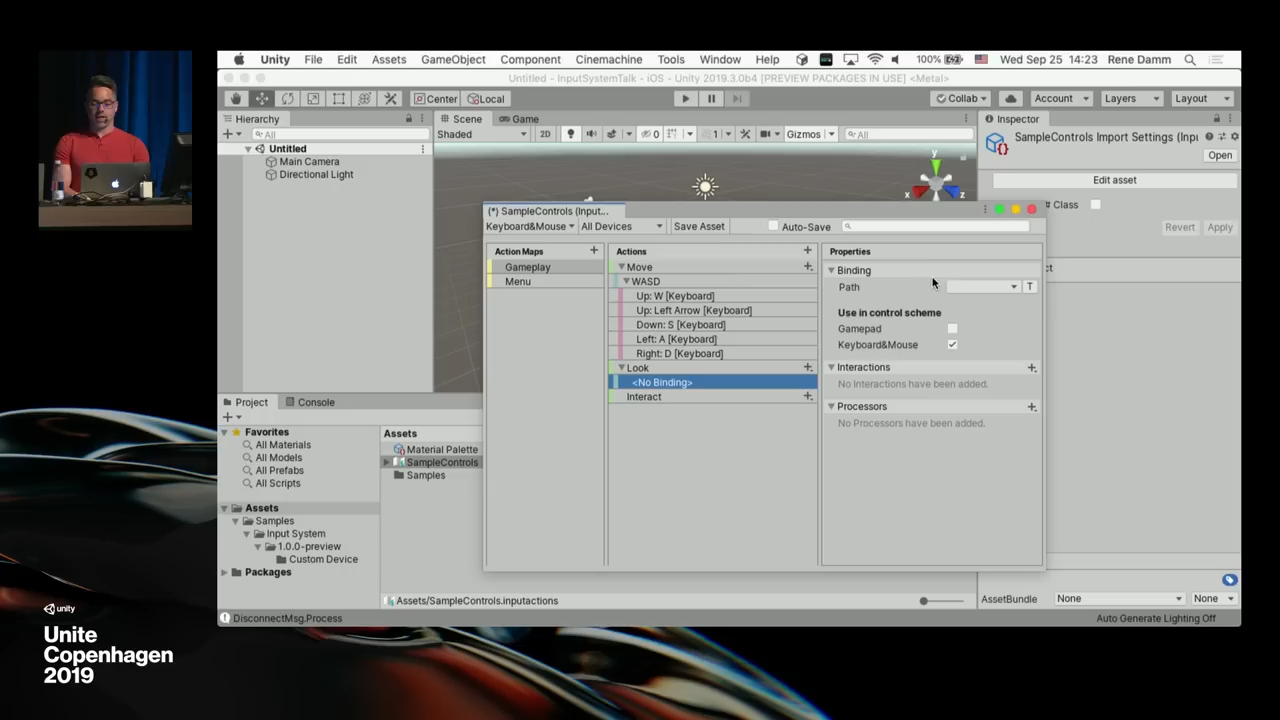 Unity File Edit Assets GameObject Component Cinemachine Tools Window Help 100% Wed Sep 25 14:23 Rene Damm
Untitled - InputSystemTalk - iOS - Unity 2019.3.0b4 [PREVIEW PACKAGES IN USE] <Metal>
Center Local Collab Account Layers Layout
Hierarchy Scene Game Inspector
All Shaded 2D 0 1 Gizmos All SampleControls Import Settings (Inpu
Untitled
Open
Main Camera
Directional Light
y
x z
Edit asset
Class
(*) SampleControls (Input...
Keyboard&Mouse All Devices Save Asset Auto-Save
Revert Apply
Action Maps Actions Properties
Gameplay Move Binding
ct
Menu WASD Path T
Up: W [Keyboard]
Up: Left Arrow [Keyboard] Use in control scheme
Down: S [Keyboard] Gamepad
Left: A [Keyboard] Keyboard&Mouse
Right: D [Keyboard]
Look Interactions
<No Binding> No Interactions have been added.
Interact
Processors
No Processors have been added.
Project Console
Favorites
All Materials
All Models
All Prefabs
All Scripts
Assets
Samples
Input System
1.0.0-preview
Custom Device
Packages
Assets
Material Palette
SampleControls
Samples
Assets/SampleControls.inputactions
AssetBundle None None
DisconnectMsg.Process
Auto Generate Lighting Off
unity
Unite
Copenhagen
2019